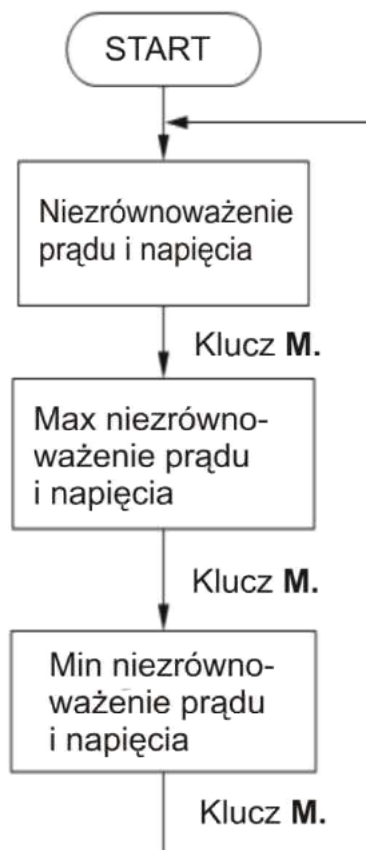 START
Niezrównoważenie
prądu i napięcia
Klucz M.
Max niezrówno-
ważenie prądu
i napięcia
Klucz M.
Min niezrówno-
ważenie prądu
i napięcia
Klucz M.